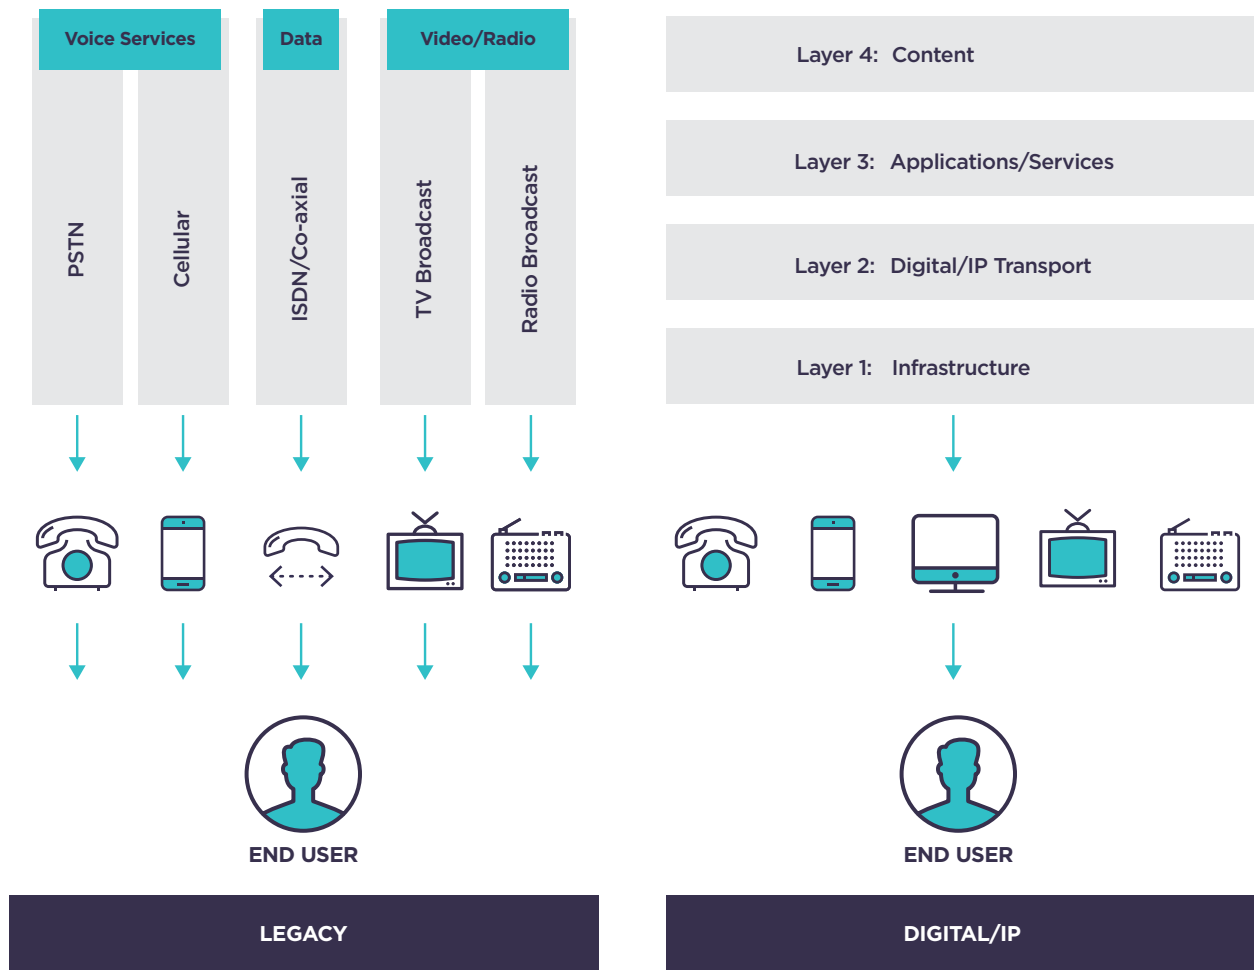 Voice Services
Data
Video/Radio
PSTN
Cellular
ISDN/Co-axial
TV Broadcast
Radio Broadcast
END USER
LEGACY
Layer 4: Content
Layer 3: Applications/Services
Layer 2: Digital/IP Transport
Layer 1: Infrastructure
END USER
DIGITAL/IP